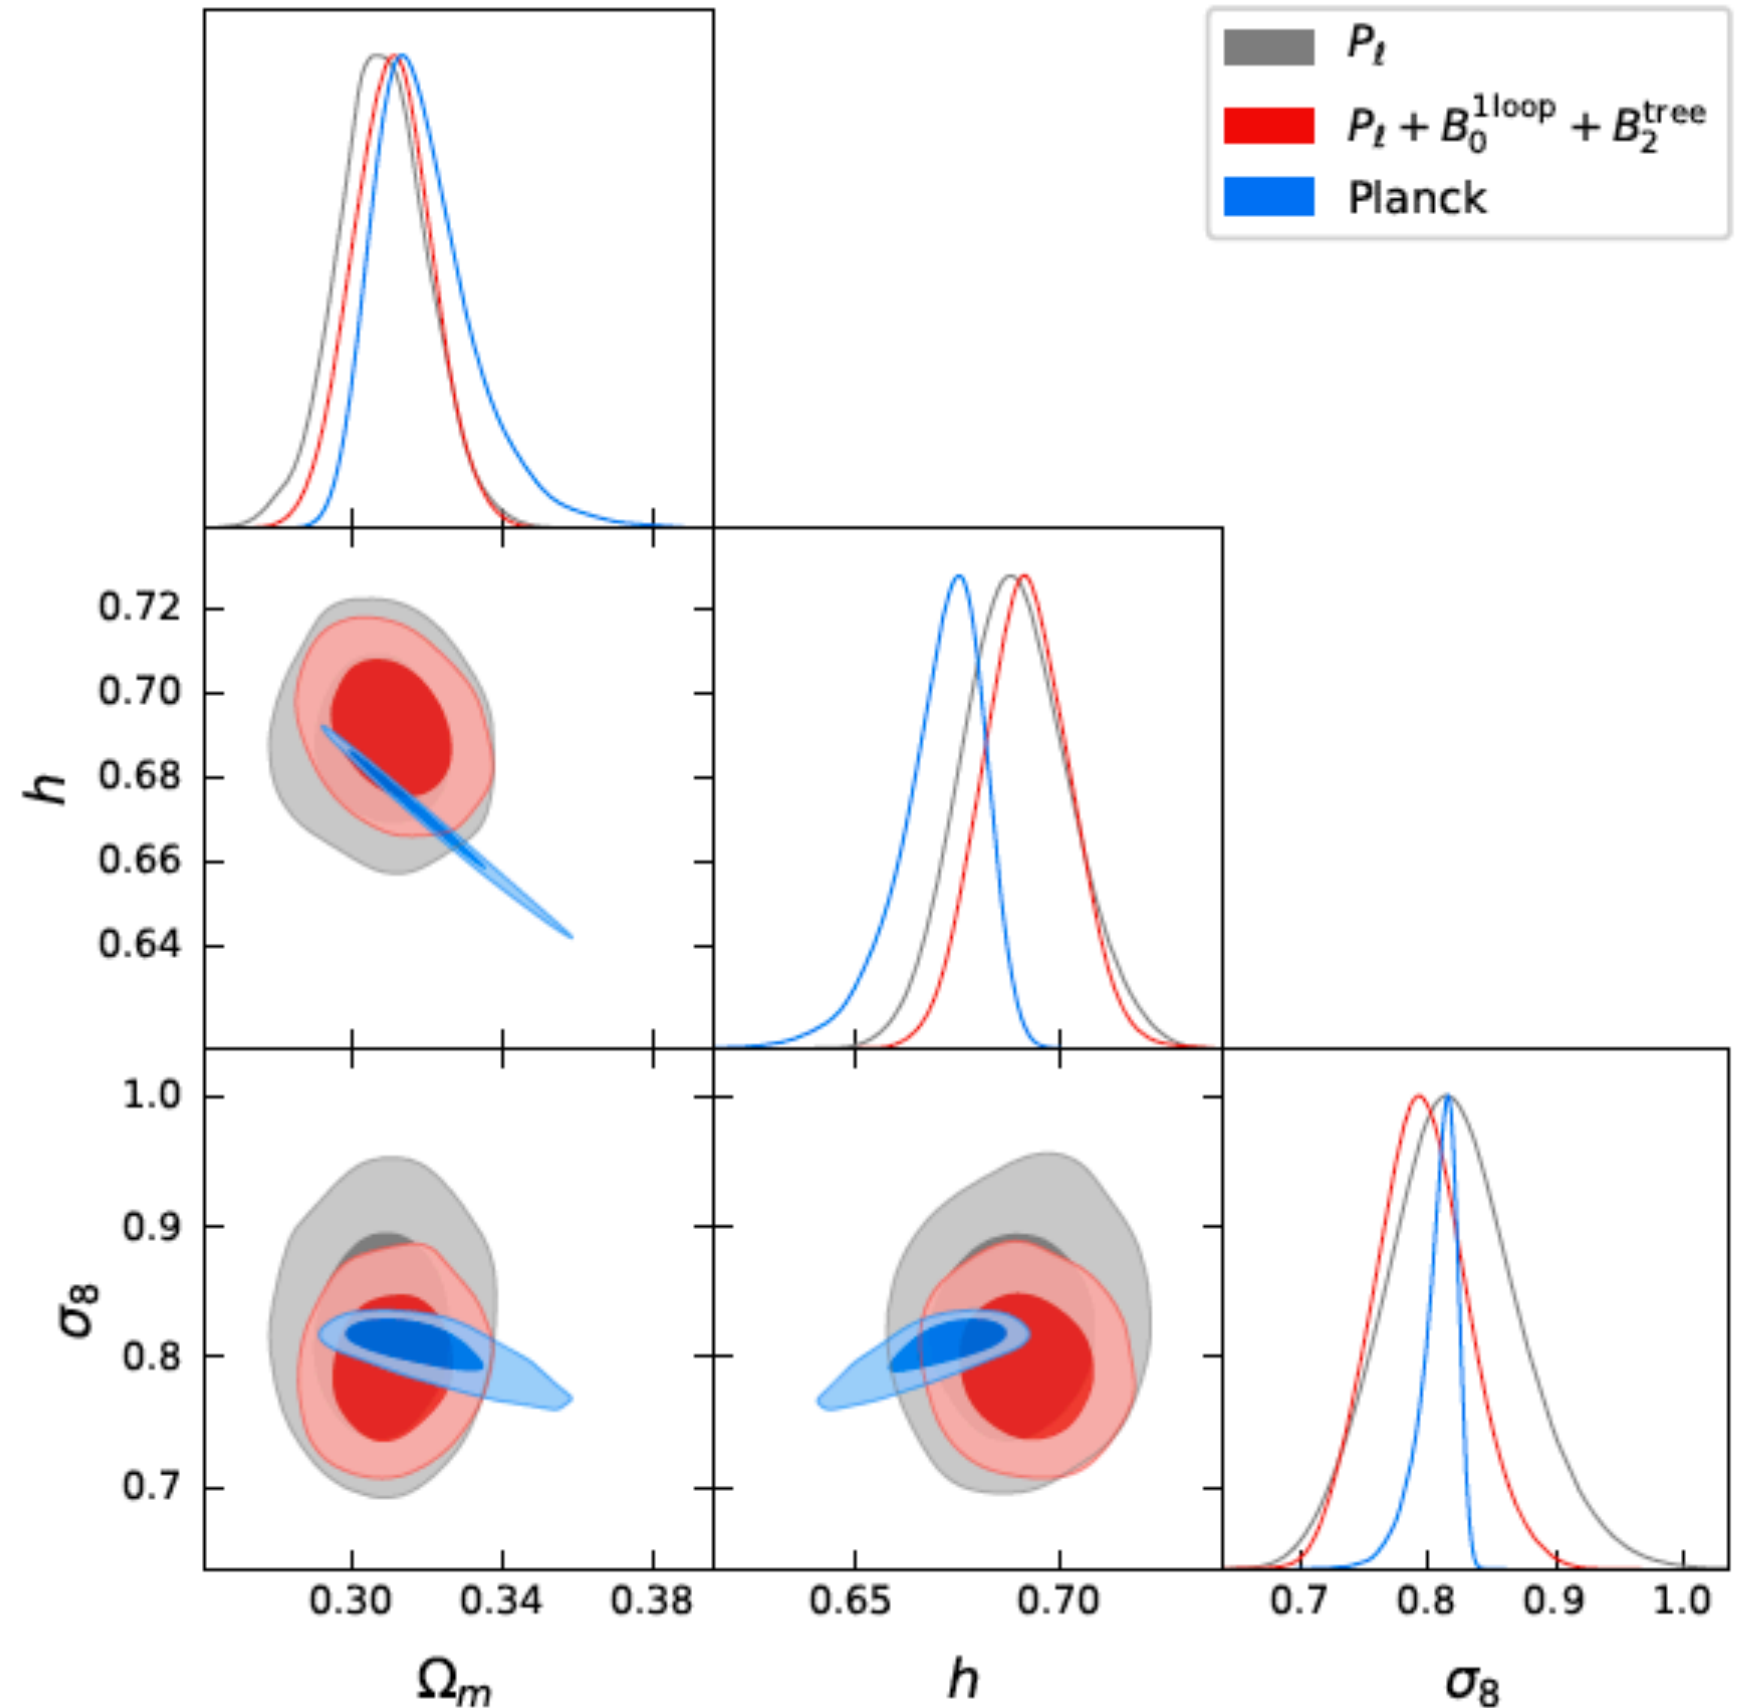 P_ℓ
P_ℓ + B_0^{1loop} + B_2^{tree}
Planck
0.72
0.70
0.68
0.66
0.64
h
1.0
0.9
0.8
0.7
σ_8
0.30 0.34 0.38 0.65 0.70 0.7 0.8 0.9 1.0
Ω_m h σ_8